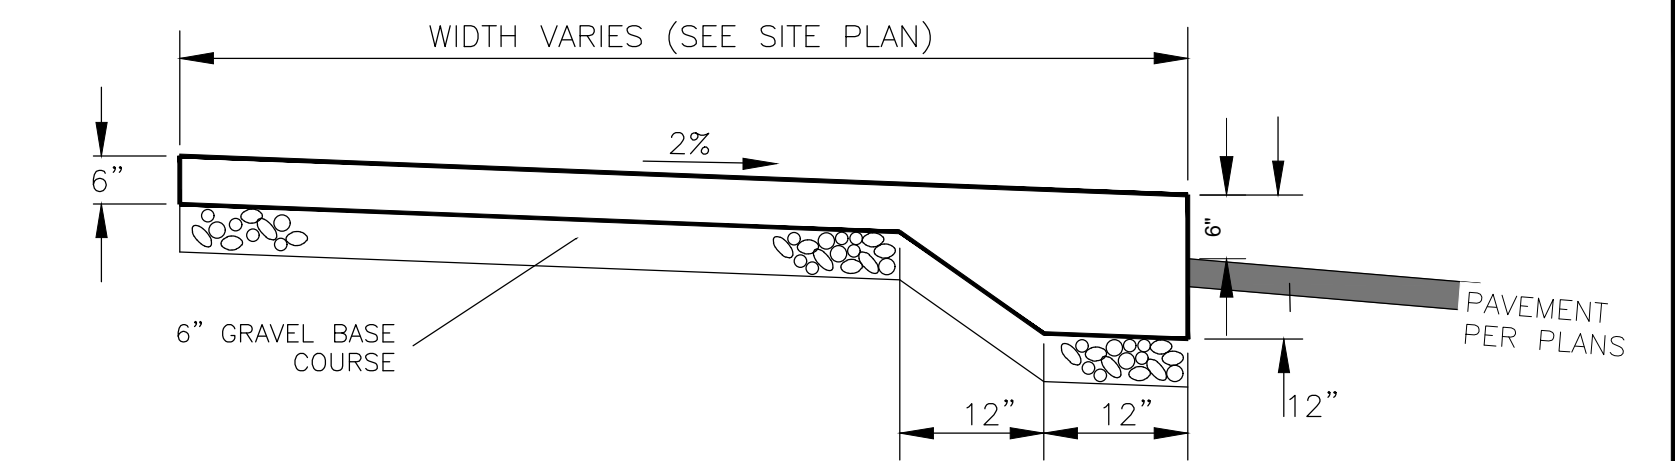 WIDTH VARIES (SEE SITE PLAN)
2%
6"
6"
PAVEMENT
PER PLANS
6" GRAVEL BASE
COURSE
12"
12"
12"